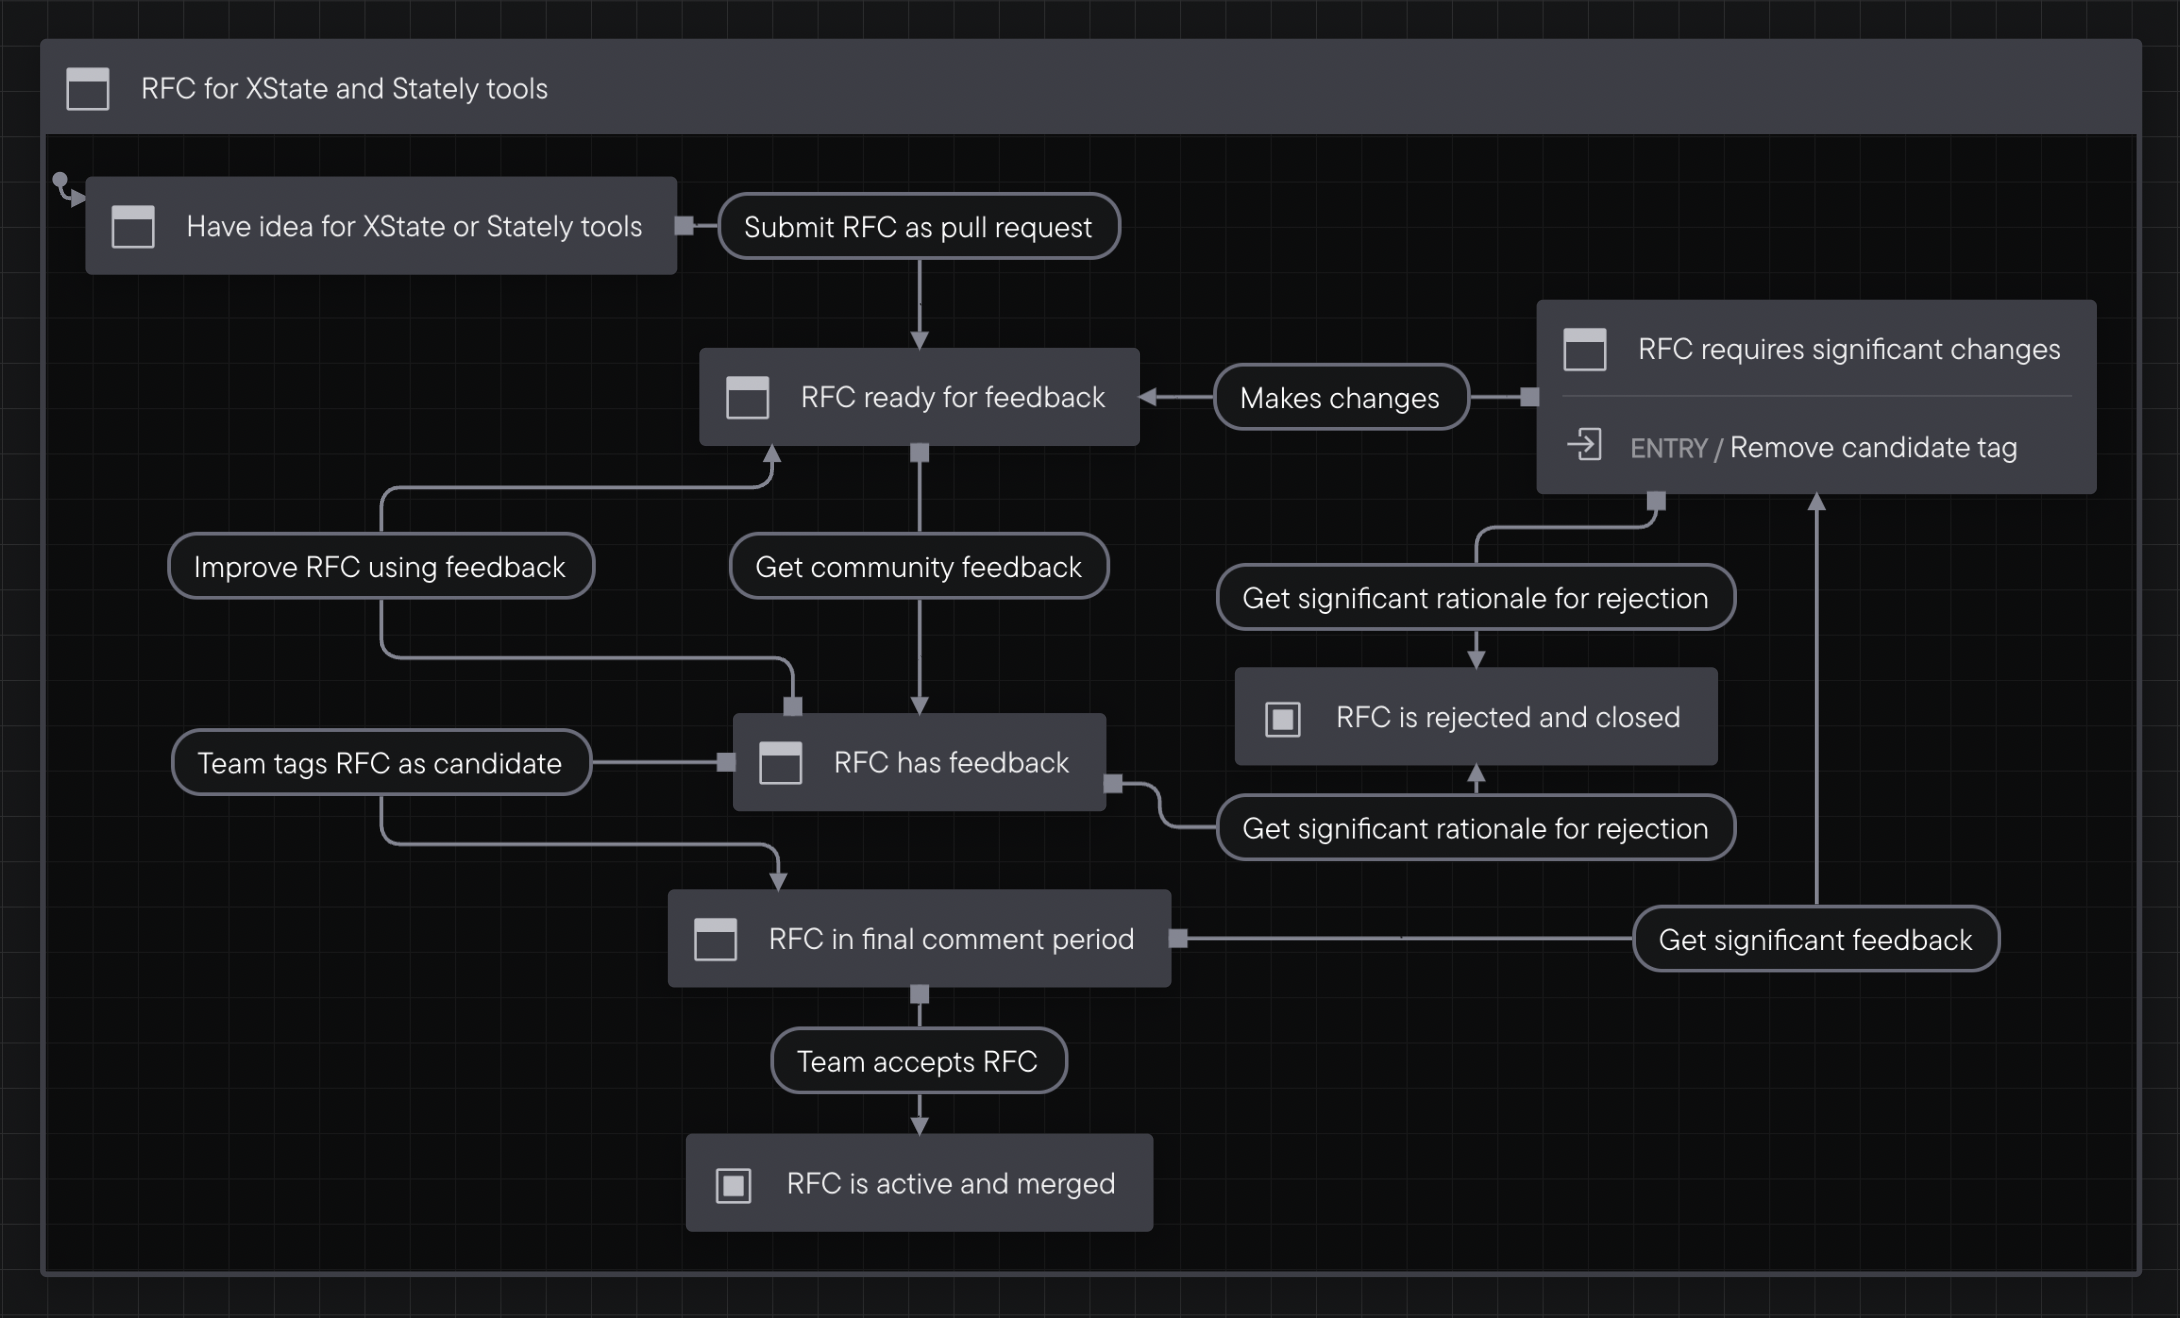 RFC for XState and Stately tools
Have idea for XState or Stately tools
Submit RFC as pull request
RFC requires significant changes
ENTRY / Remove candidate tag
RFC ready for feedback
Makes changes
Improve RFC using feedback
Get community feedback
Get significant rationale for rejection
RFC is rejected and closed
Team tags RFC as candidate
RFC has feedback
Get significant rationale for rejection
RFC in final comment period
Get significant feedback
Team accepts RFC
RFC is active and merged